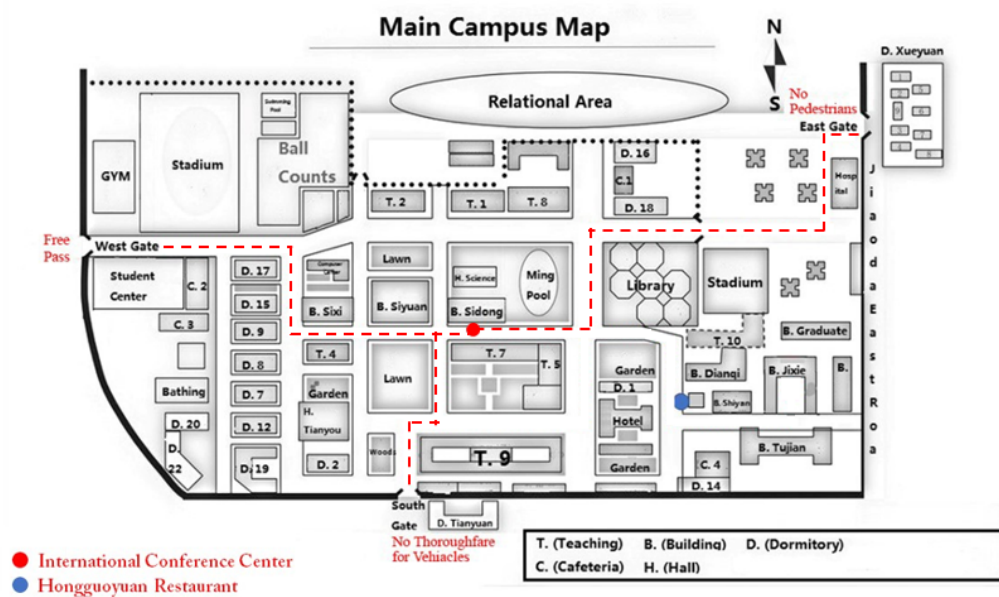 Main Campus Map
N
S
D. Xueyuan
No
Pedestrians
East Gate
Relational Area
Swimming
Pool
Ball
Counts
Stadium
GYM
D. 16
C.1
D. 18
Hosp
ital
T. 2
T. 1
T. 8
Free
Pass
West Gate
Student
Center
C. 2
D. 17
Computer
Center
Lawn
H. Science
Ming
Pool
Library
Stadium
D. 15
B. Sixi
B. Siyuan
B. Sidong
C. 3
D. 9
B. Graduate
T. 10
T. 4
T. 7
T. 5
D. 8
Lawn
Garden
B. Dianqi
B. Jixie
B.
Bathing
D. 7
Garden
D. 1
B. Shiyan
H.
Tianyou
Hotel
D. 20
D. 12
D.
22
D. 19
D. 2
Woods
T. 9
Garden
B. Tujian
C. 4
D. 14
Jiaoda East Roa
South
Gate
D. Tianyuan
No Thoroughfare
for Vehiacles
International Conference Center
Hongguoyuan Restaurant
T. (Teaching) B. (Building) D. (Dormitory)
C. (Cafeteria) H. (Hall)